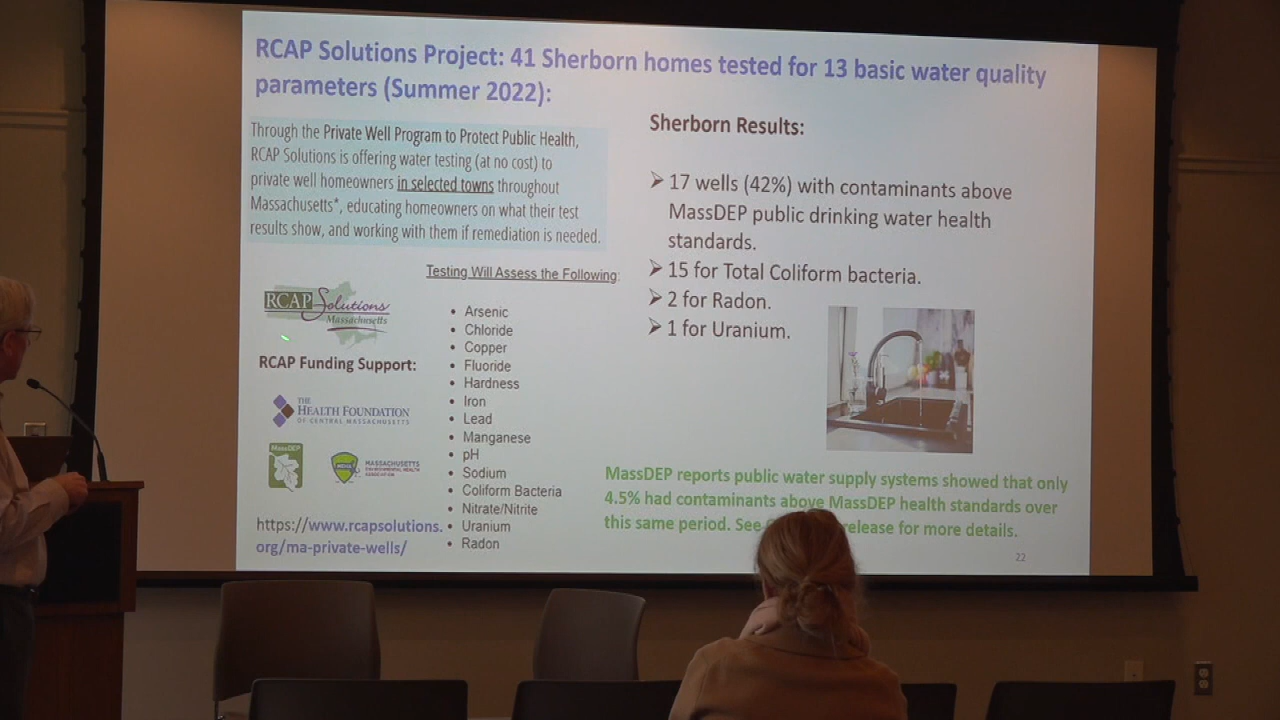 RCAP Solutions Project: 41 Sherborn homes tested for 13 basic water quality
parameters (Summer 2022):
Through the Private Well Program to Protect Public Health,
RCAP Solutions is offering water testing (at no cost) to
private well homeowners in selected towns throughout
Massachusetts*, educating homeowners on what their test
results show, and working with them if remediation is needed.
RCAP Solutions
Massachusetts
RCAP Funding Support:
THE
HEALTH FOUNDATION
OF CENTRAL MASSACHUSETTS
MassDEP
MEHA
MASSACHUSETTS
ENVIRONMENTAL HEALTH
ASSOCIATION
https://www.rcapsolutions.
org/ma-private-wells/
Testing Will Assess the Following:
• Arsenic
• Chloride
• Copper
• Fluoride
• Hardness
• Iron
• Lead
• Manganese
• pH
• Sodium
• Coliform Bacteria
• Nitrate/Nitrite
• Uranium
• Radon
Sherborn Results:
➢ 17 wells (42%) with contaminants above
MassDEP public drinking water health
standards.
➢ 15 for Total Coliform bacteria.
➢ 2 for Radon.
➢ 1 for Uranium.
MassDEP reports public water supply systems showed that only
4.5% had contaminants above MassDEP health standards over
this same period. See release for more details.
22